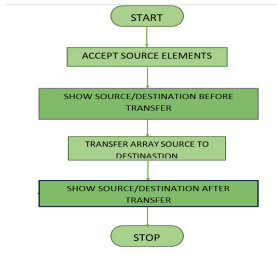 START
ACCEPT SOURCE ELEMENTS
SHOW SOURCE/DESTINATION BEFORE
TRANSFER
TRANSFER ARRAY SOURCE TO
DESTINASTION
SHOW SOURCE/DESTINATION AFTER
TRANSFER
STOP